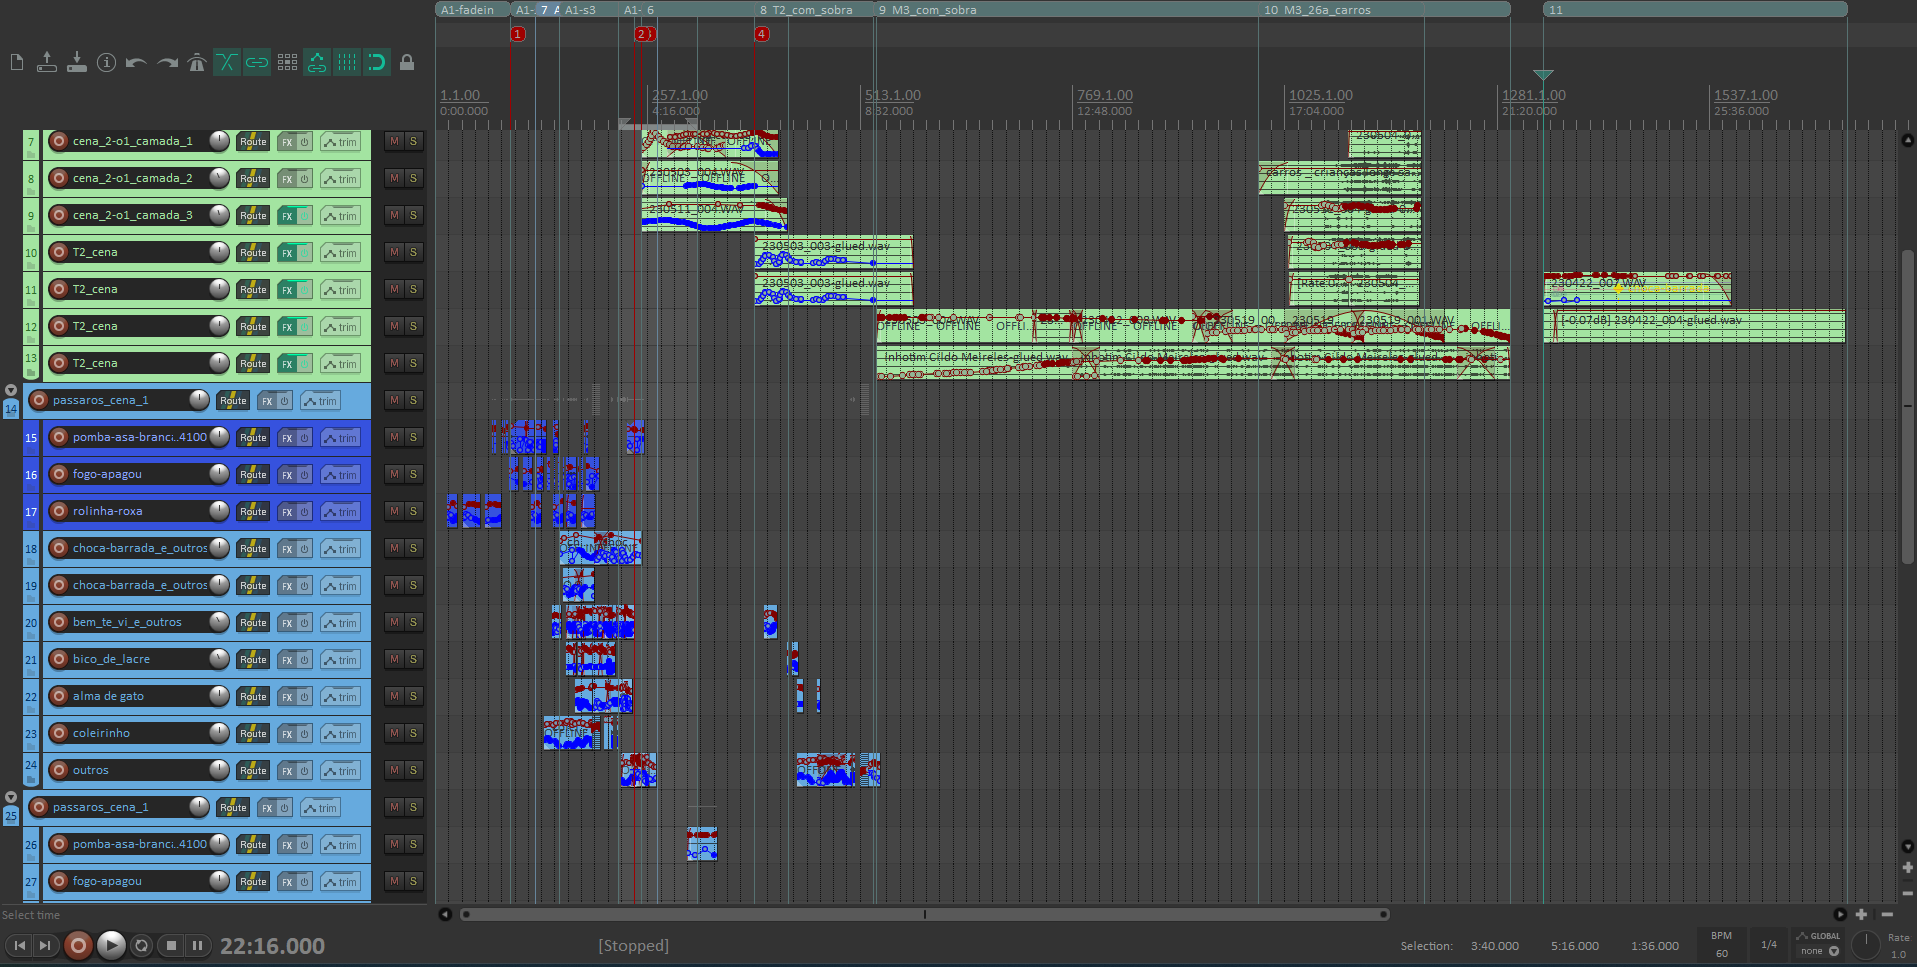 A1-fadein A1- 7 A A1-s3 A1- 6 8 T2_com_sobra 9 M3_com_sobra 10 M3_26a_carros 11
1 2 4
1.1.00 257.1.00 513.1.00 769.1.00 1025.1.00 1281.1.00 1537.1.00
0:00.000 4:16.000 8:32.000 12:48.000 17:04.000 21:20.000 25:36.000
7 cena_2-o1_camada_1 Route FX trim M S
8 cena_2-o1_camada_2 Route FX trim M S OFFLINE
9 cena_2-o1_camada_3 Route FX trim M S 230511_004.WAV
10 T2_cena Route FX trim M S 230503_003-glued.wav
11 T2_cena Route FX trim M S 230503_003-glued.wav 230422_007.WAV
12 T2_cena Route FX trim M S OFFLINE OFFLINE OFFLI... 230519_00 230519 230519_001.WAV OFFLI [-0.07dB] 230422_004-glued.wav
13 T2_cena Route FX trim M S Inhotim Cildo Meireles-glued.wav
14 passaros_cena_1 Route FX trim M S
15 pomba-asa-branc..4100 Route FX trim M S
16 fogo-apagou Route FX trim M S
17 rolinha-roxa Route FX trim M S
18 choca-barrada_e_outros Route FX trim M S
19 choca-barrada_e_outros Route FX trim M S
20 bem_te_vi_e_outros Route FX trim M S
21 bico_de_lacre Route FX trim M S
22 alma de gato Route FX trim M S
23 coleirinho Route FX trim M S OFFLINE
24 outros Route FX trim M S
25 passaros_cena_1 Route FX trim M S
26 pomba-asa-branc..4100 Route FX trim M S
27 fogo-apagou Route FX trim M S
Select time
22:16.000 [Stopped] Selection: 3:40.000 5:16.000 1:36.000 BPM 60 1/4 GLOBAL none Rate 1.0